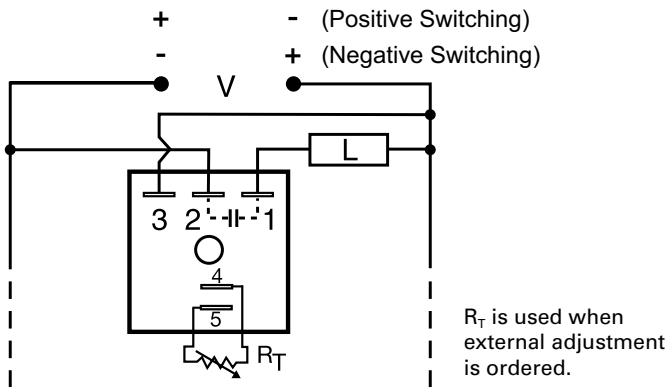 + - (Positive Switching)
- + (Negative Switching)
V
L
3 2 1
4
5
RT
RT is used when
external adjustment
is ordered.